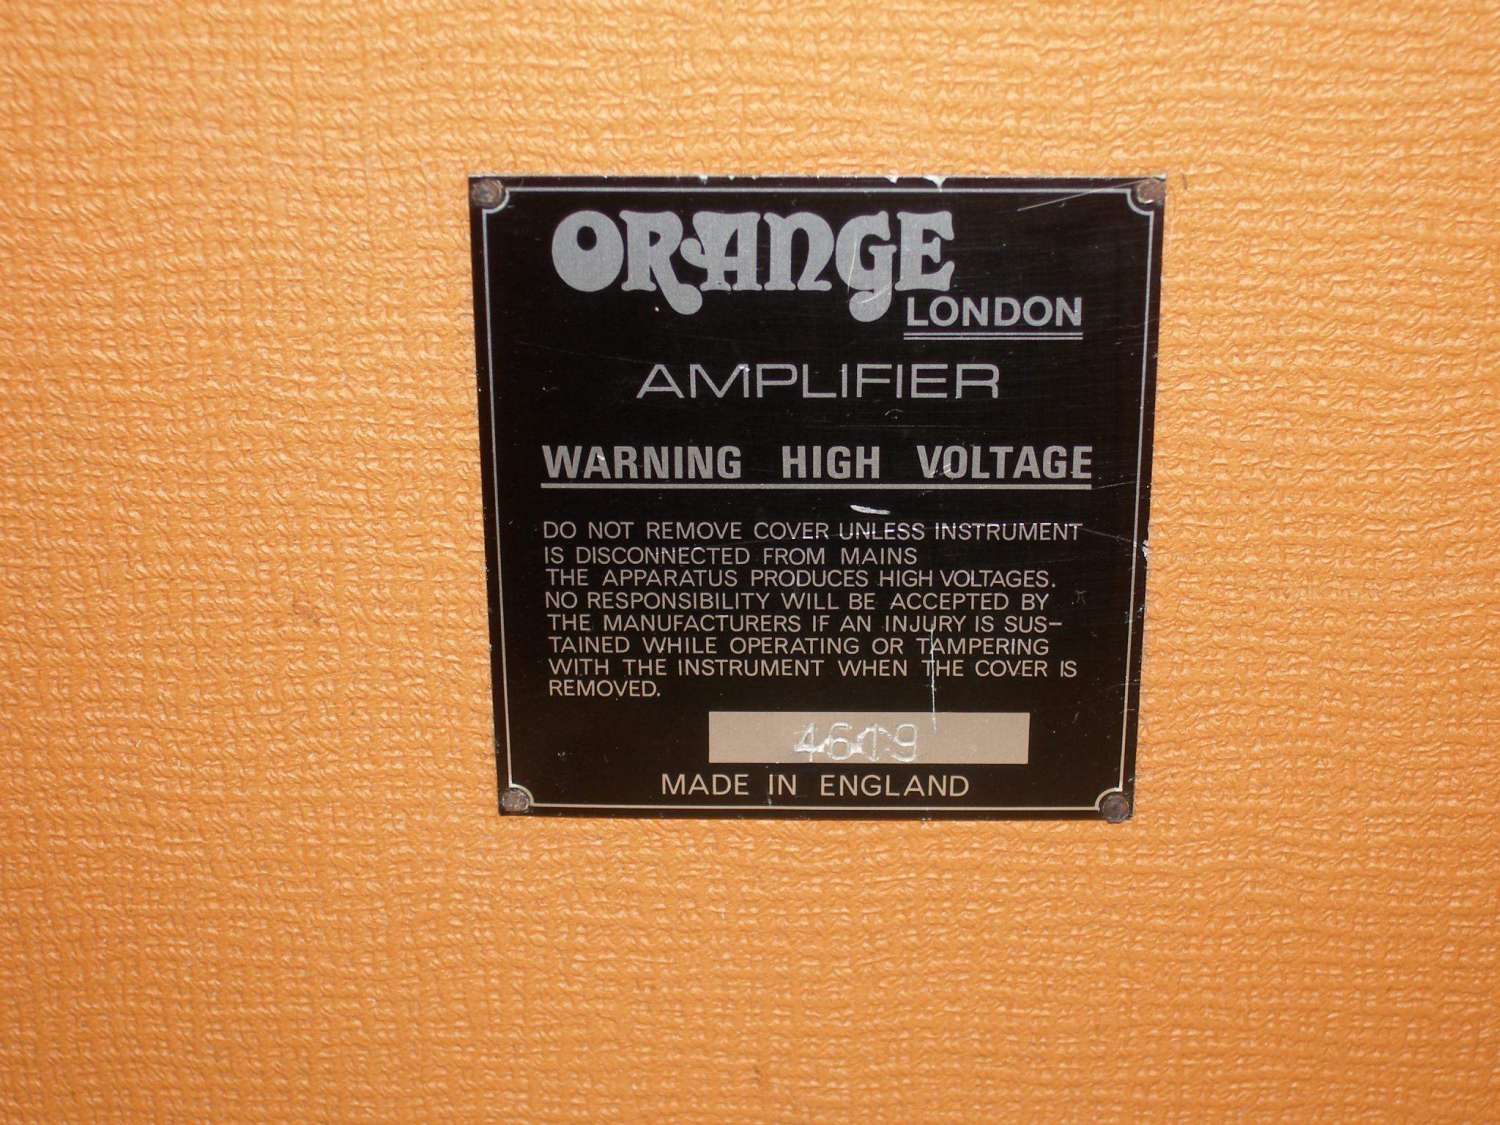 ORANGE
LONDON
AMPLIFIER
WARNING HIGH VOLTAGE
DO NOT REMOVE COVER UNLESS INSTRUMENT
IS DISCONNECTED FROM MAINS
THE APPARATUS PRODUCES HIGH VOLTAGES.
NO RESPONSIBILITY WILL BE ACCEPTED BY
THE MANUFACTURERS IF AN INJURY IS SUS-
TAINED WHILE OPERATING OR TAMPERING
WITH THE INSTRUMENT WHEN THE COVER IS
REMOVED.
4619
MADE IN ENGLAND